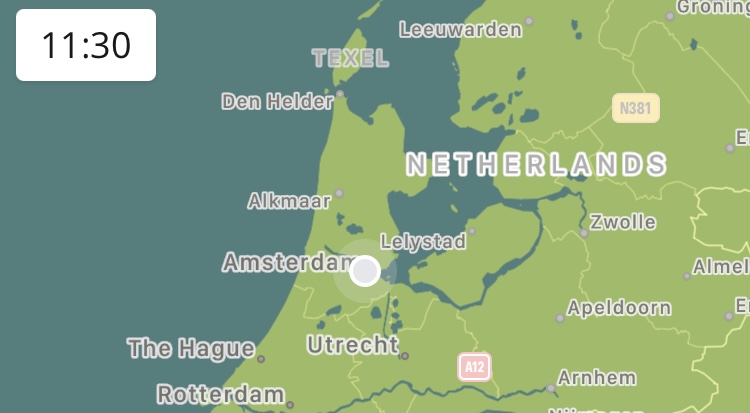 11:30
Groning
Leeuwarden
TEXEL
Den Helder
N381
NETHERLANDS
Alkmaar
Zwolle
Lelystad
Amsterdam
Almel
Apeldoorn
The Hague
Utrecht
A12
Arnhem
Rotterdam